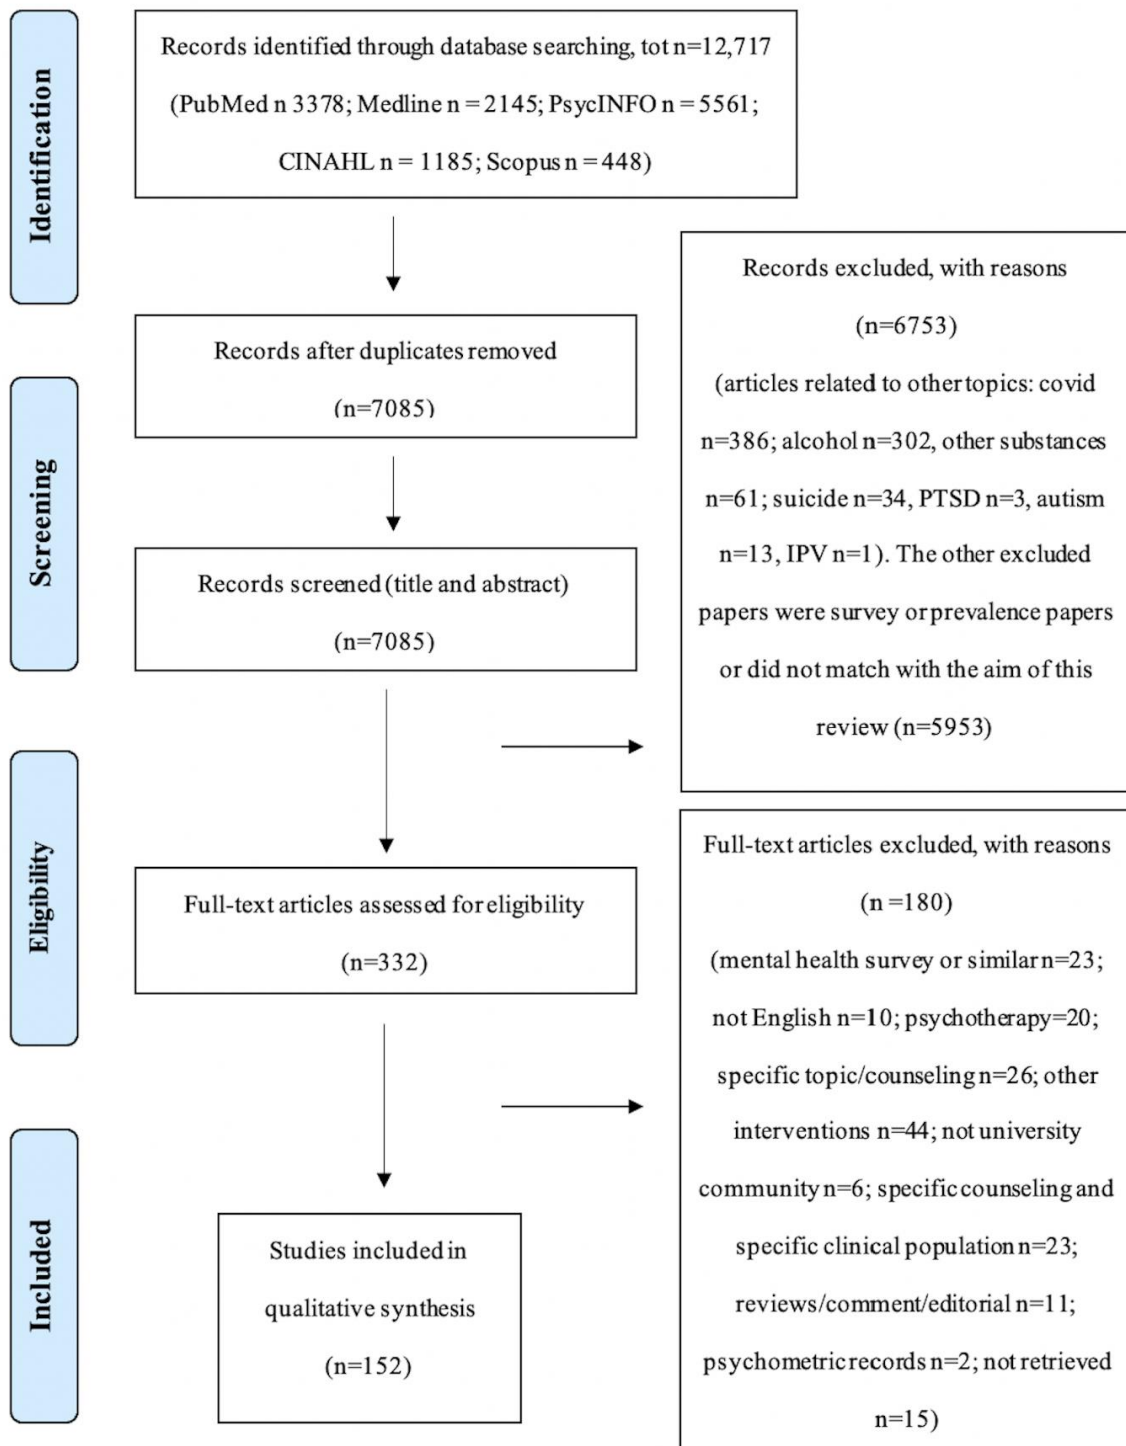 Identification
Records identified through database searching, tot n=12,717
(PubMed n 3378; Medline n = 2145; PsycINFO n = 5561;
CINAHL n = 1185; Scopus n = 448)
Records after duplicates removed
(n=7085)
Screening
Records screened (title and abstract)
(n=7085)
Records excluded, with reasons
(n=6753)
(articles related to other topics: covid
n=386; alcohol n=302, other substances
n=61; suicide n=34, PTSD n=3, autism
n=13, IPV n=1). The other excluded
papers were survey or prevalence papers
or did not match with the aim of this
review (n=5953)
Eligibility
Full-text articles assessed for eligibility
(n=332)
Full-text articles excluded, with reasons
(n =180)
(mental health survey or similar n=23;
not English n=10; psychotherapy=20;
specific topic/counseling n=26; other
interventions n=44; not university
community n=6; specific counseling and
specific clinical population n=23;
reviews/comment/editorial n=11;
psychometric records n=2; not retrieved
n=15)
Included
Studies included in
qualitative synthesis
(n=152)